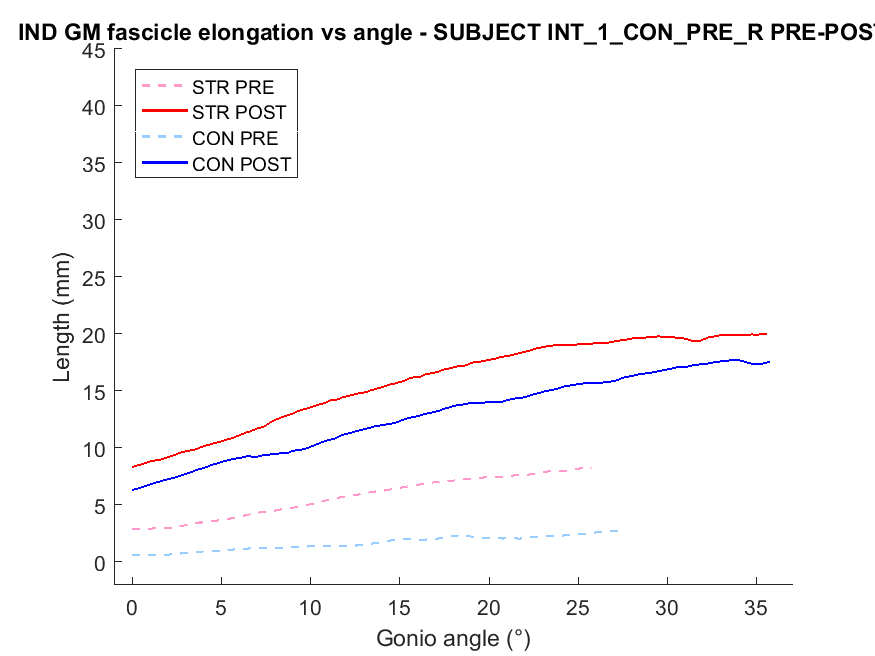 IND GM fascicle elongation vs angle - SUBJECT INT_1_CON_PRE_R PRE-POST
45
40
35
30
25
20
15
10
5
0
Length (mm)
STR PRE
STR POST
CON PRE
CON POST
0 5 10 15 20 25 30 35
Gonio angle (°)